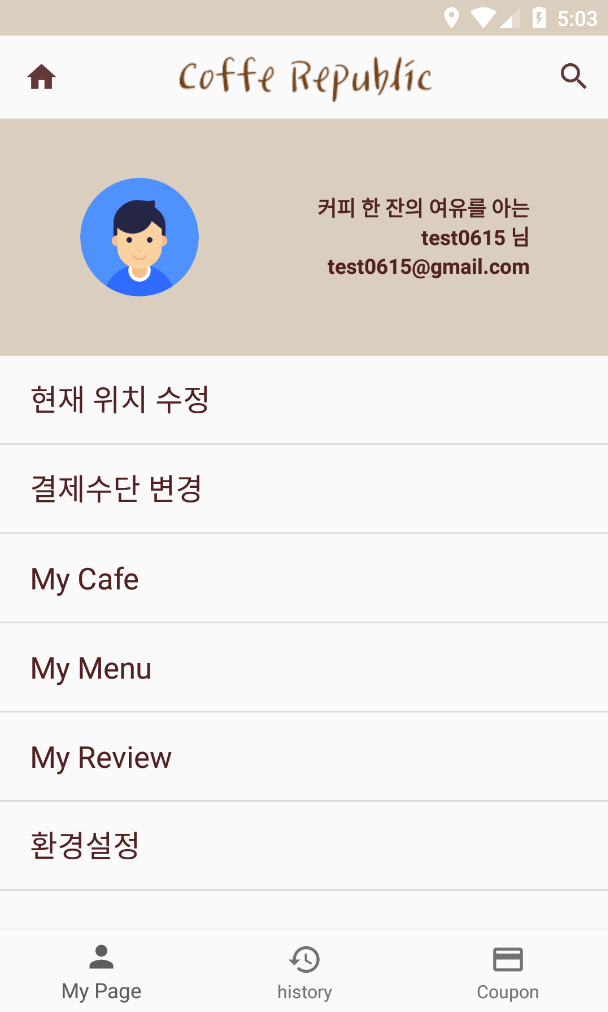 5:03
Coffe Republic
커피 한 잔의 여유를 아는
test0615 님
test0615@gmail.com
현재 위치 수정
결제수단 변경
My Cafe
My Menu
My Review
환경설정
My Page
history
Coupon